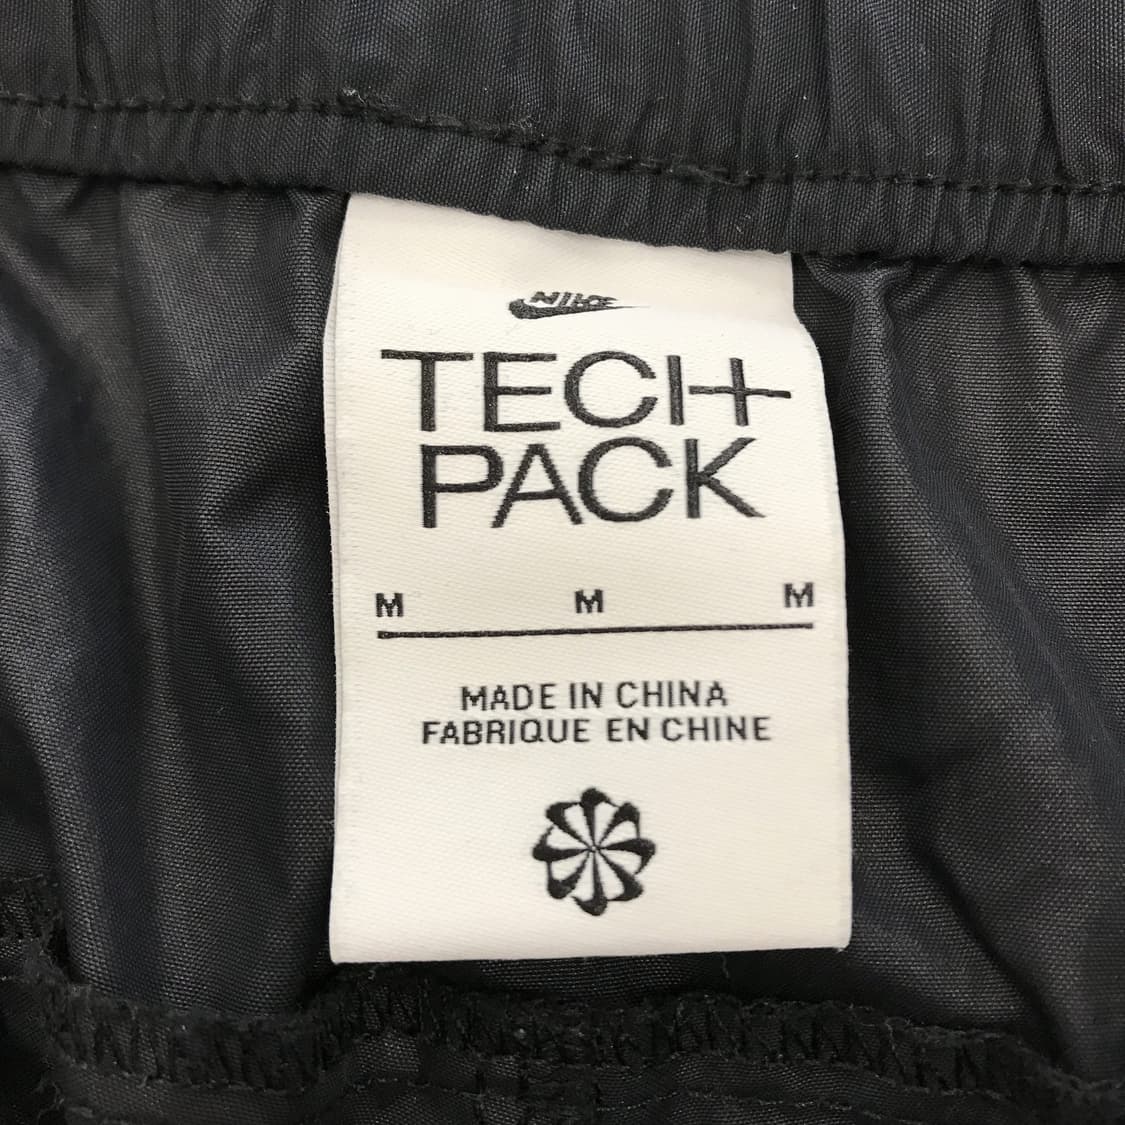 NIKE
TECH
PACK
M M M
MADE IN CHINA
FABRIQUE EN CHINE